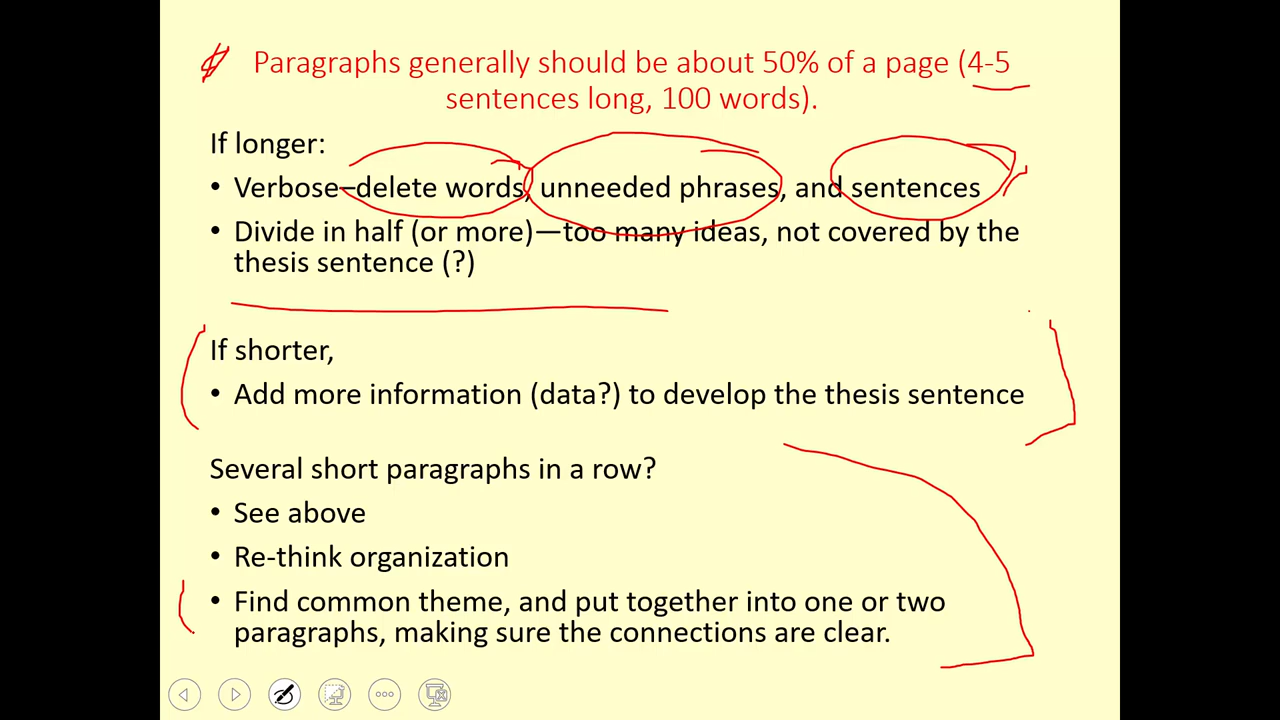 Paragraphs generally should be about 50% of a page (4-5
sentences long, 100 words).
If longer:
• Verbose–delete words, unneeded phrases, and sentences
• Divide in half (or more)—too many ideas, not covered by the
thesis sentence (?)
If shorter,
• Add more information (data?) to develop the thesis sentence
Several short paragraphs in a row?
• See above
• Re-think organization
• Find common theme, and put together into one or two
paragraphs, making sure the connections are clear.